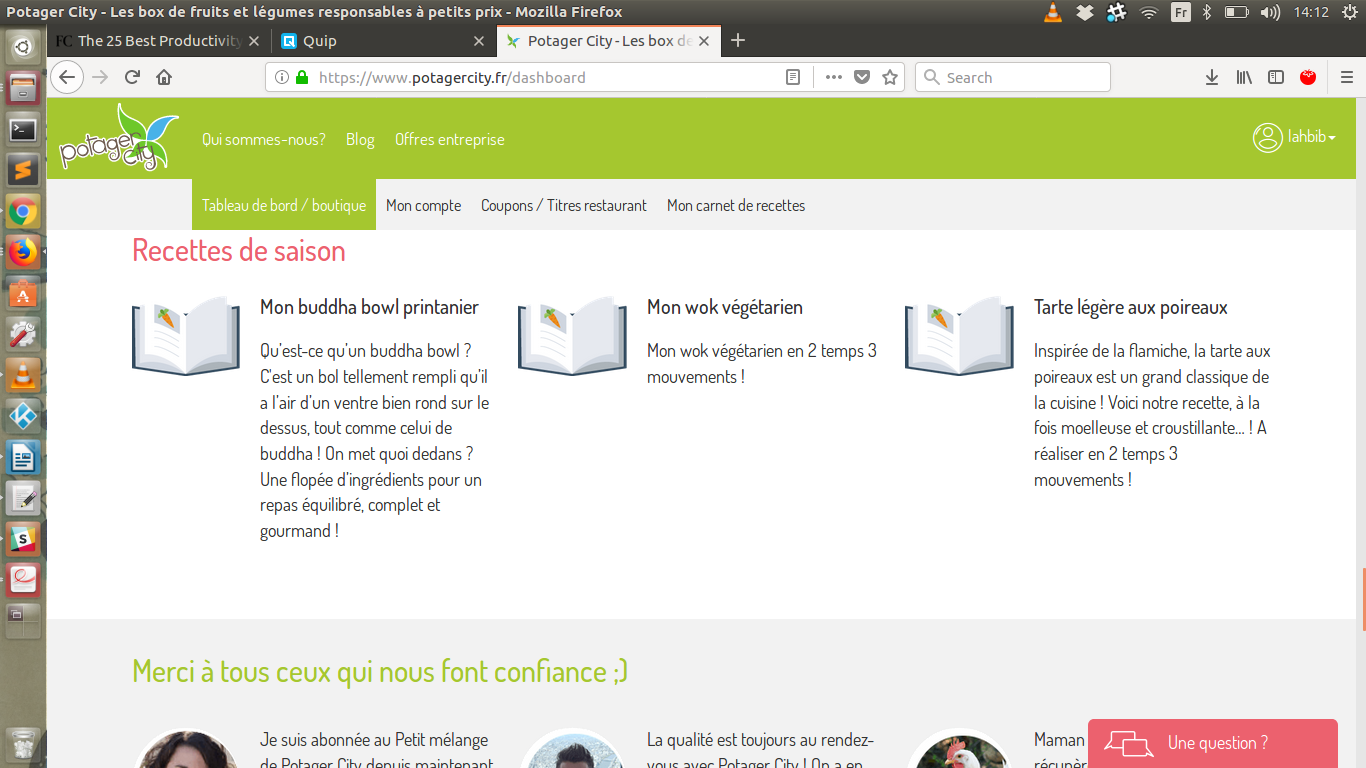 Potager City - Les box de fruits et légumes responsables à petits prix - Mozilla Firefox
Fr
14:12
FC The 25 Best Productivity
Quip
Potager City - Les box de
https://www.potagercity.fr/dashboard
Search
potager city
Qui sommes-nous?
Blog
Offres entreprise
lahbib
Tableau de bord / boutique
Mon compte
Coupons / Titres restaurant
Mon carnet de recettes
Recettes de saison
Mon buddha bowl printanier
Qu'est-ce qu'un buddha bowl ?
C'est un bol tellement rempli qu'il
a l'air d'un ventre bien rond sur le
dessus, tout comme celui de
buddha ! On met quoi dedans ?
Une flopée d'ingrédients pour un
repas équilibré, complet et
gourmand !
Mon wok végétarien
Mon wok végétarien en 2 temps 3
mouvements !
Tarte légère aux poireaux
Inspirée de la flamiche, la tarte aux
poireaux est un grand classique de
la cuisine ! Voici notre recette, à la
fois moelleuse et croustillante... ! A
réaliser en 2 temps 3
mouvements !
Merci à tous ceux qui nous font confiance ;)
Je suis abonnée au Petit mélange
de Potager City depuis maintenant
La qualité est toujours au rendez-
vous avec Potager City ! On a en
Maman
récupèr
Une question ?